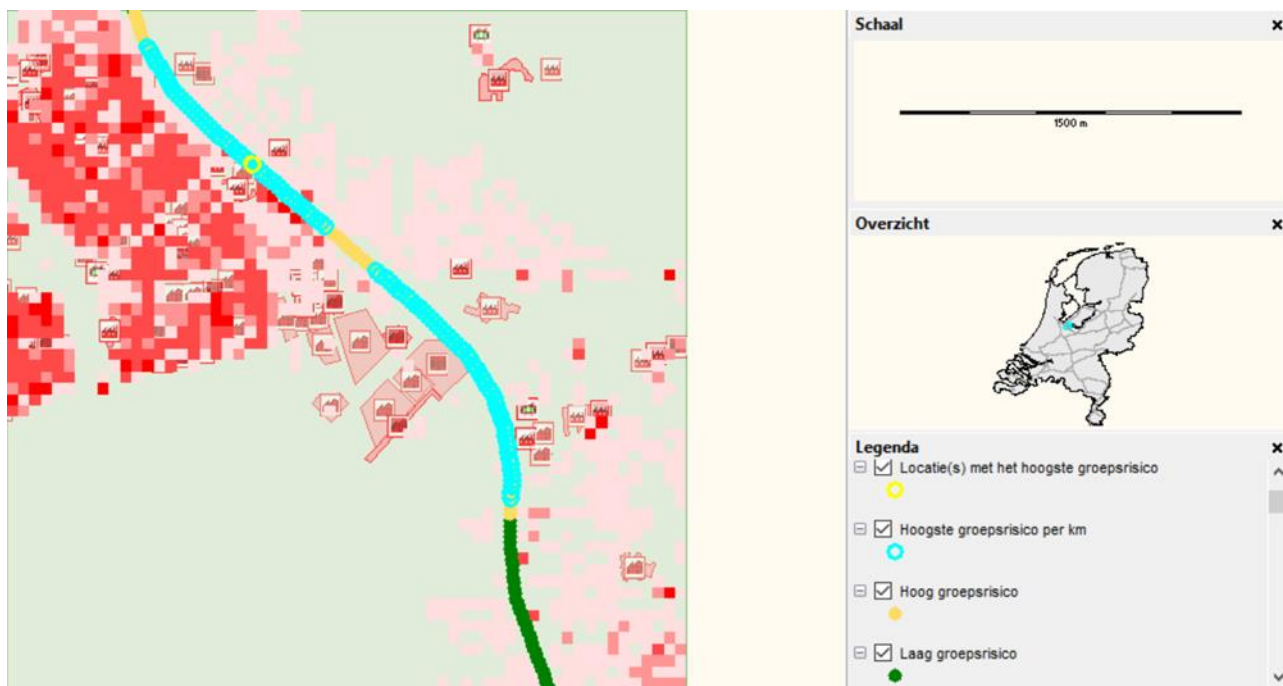 Schaal
1500 m
Overzicht
Legenda
Locatie(s) met het hoogste groepsrisico
Hoogste groepsrisico per km
Hoog groepsrisico
Laag groepsrisico